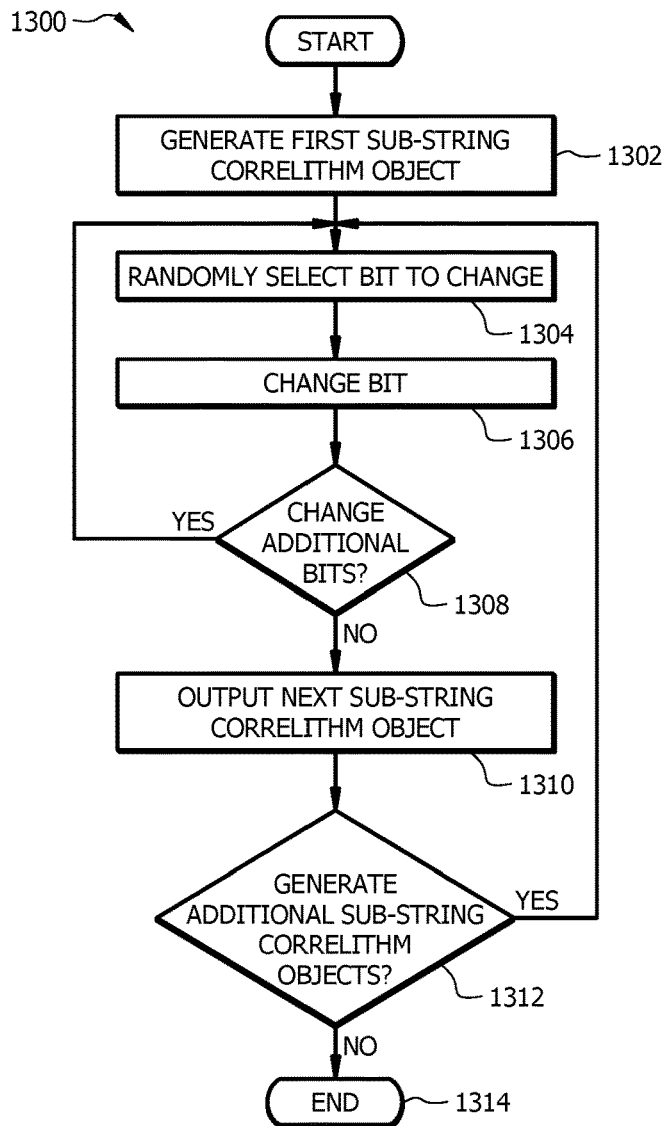 1300
START
GENERATE FIRST SUB-STRING
CORRELITHM OBJECT
1302
RANDOMLY SELECT BIT TO CHANGE
1304
CHANGE BIT
1306
YES
CHANGE
ADDITIONAL
BITS?
1308
NO
OUTPUT NEXT SUB-STRING
CORRELITHM OBJECT
1310
GENERATE
ADDITIONAL SUB-STRING
CORRELITHM
OBJECTS?
YES
1312
NO
END
1314